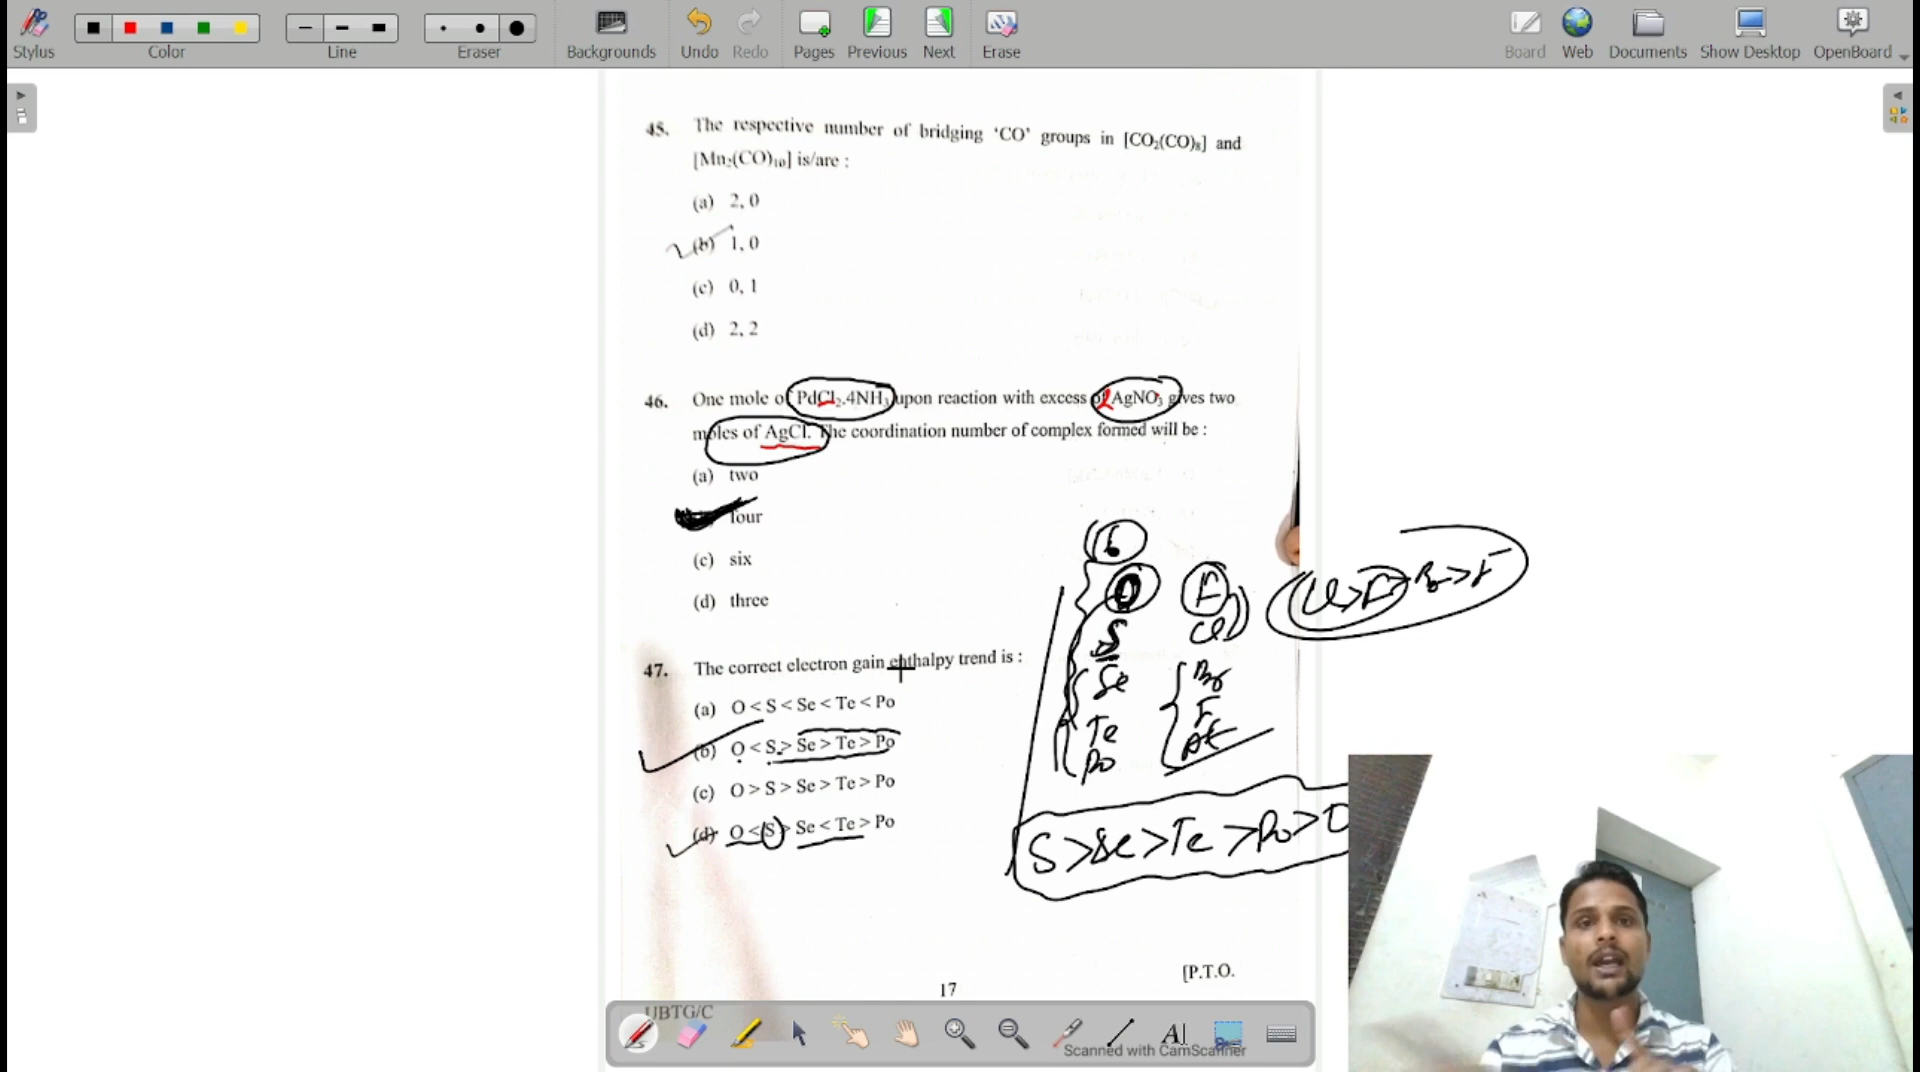 Stylus
Color
Line
Eraser
Backgrounds
Undo
Redo
Pages
Previous
Next
Erase
Board
Web
Documents
Show Desktop
OpenBoard
45. The respective number of bridging ‘CO’ groups in [CO₂(CO)₈] and
[Mn₂(CO)₁₀] is/are :
(a) 2, 0
(b) 1, 0
(c) 0, 1
(d) 2, 2
46. One mole of PdCl₂.4NH₃ upon reaction with excess of 2 AgNO₃ gives two
moles of AgCl. The coordination number of complex formed will be :
(a) two
four
(c) six
(d) three
47. The correct electron gain enthalpy trend is :
(a) O < S < Se < Te < Po
(b) O < S > Se > Te > Po
(c) O > S > Se > Te > Po
(d) O < S > Se < Te > Po
6
O F
S Cl
Se Br
Te I
Po At
S > Se > Te > Po > O
[P.T.O.
17
UBTG/C
Scanned with CamScanner